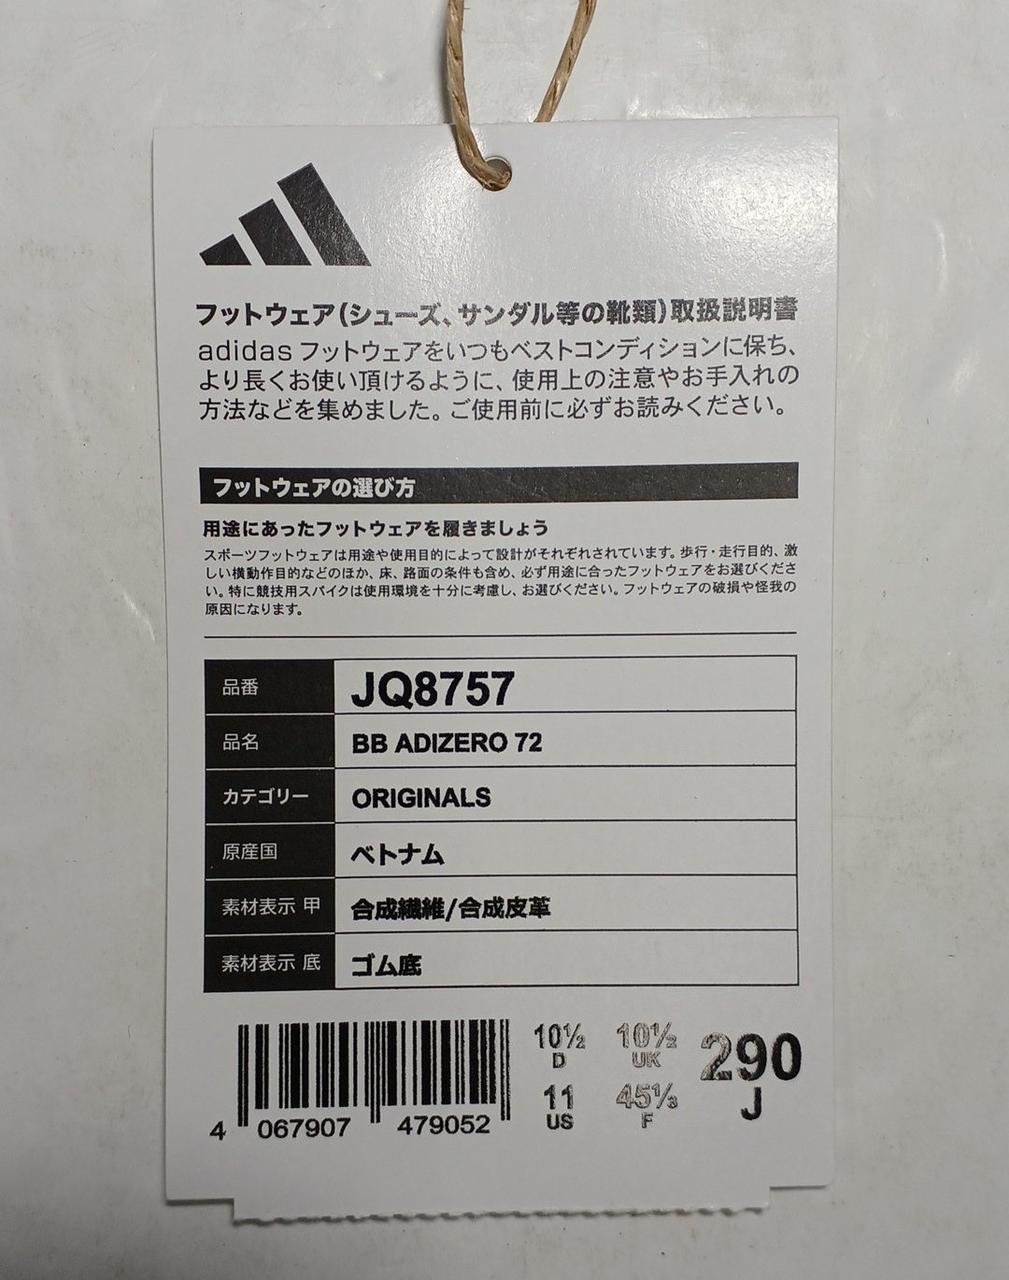 フットウェア(シューズ、サンダル等の靴類)取扱説明書
adidas フットウェアをいつもベストコンディションに保ち、
より長くお使い頂けるように、使用上の注意やお手入れの
方法などを集めました。ご使用前に必ずお読みください。
フットウェアの選び方
用途にあったフットウェアを履きましょう
スポーツフットウェアは用途や使用目的によって設計がそれぞれされています。歩行・走行目的、激
しい横動作目的などのほか、床、路面の条件も含め、必ず用途に合ったフットウェアをお選びくださ
い。特に競技用スパイクは使用環境を十分に考慮し、お選びください。フットウェアの破損や怪我の
原因になります。
品番 JQ8757
品名 BB ADIZERO 72
カテゴリー ORIGINALS
原産国 ベトナム
素材表示 甲 合成繊維/合成皮革
素材表示 底 ゴム底
10½ 10½ 290
D UK J
11 45⅓
US F
4 067907 479052